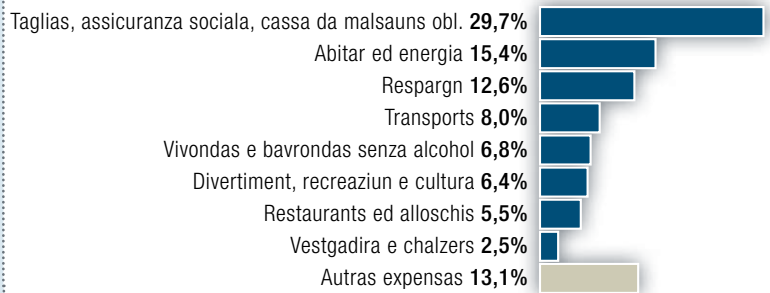 Taglias, assicuranza sociala, cassa da malsauns obl. 29,7%
Abitar ed energia 15,4%
Respargn 12,6%
Transports 8,0%
Vivondas e bavrondas senza alcohol 6,8%
Divertiment, recreaziun e cultura 6,4%
Restaurants ed alloschis 5,5%
Vestgadira e chalzers 2,5%
Autras expensas 13,1%